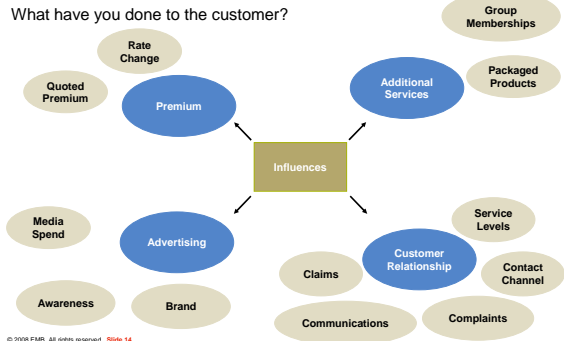 What have you done to the customer?
Group
Memberships
Rate
Change
Quoted
Premium
Premium
Additional
Services
Packaged
Products
Influences
Media
Spend
Advertising
Awareness
Brand
Service
Levels
Customer
Relationship
Claims
Contact
Channel
Communications
Complaints
© 2008 EMB. All rights reserved. Slide 14